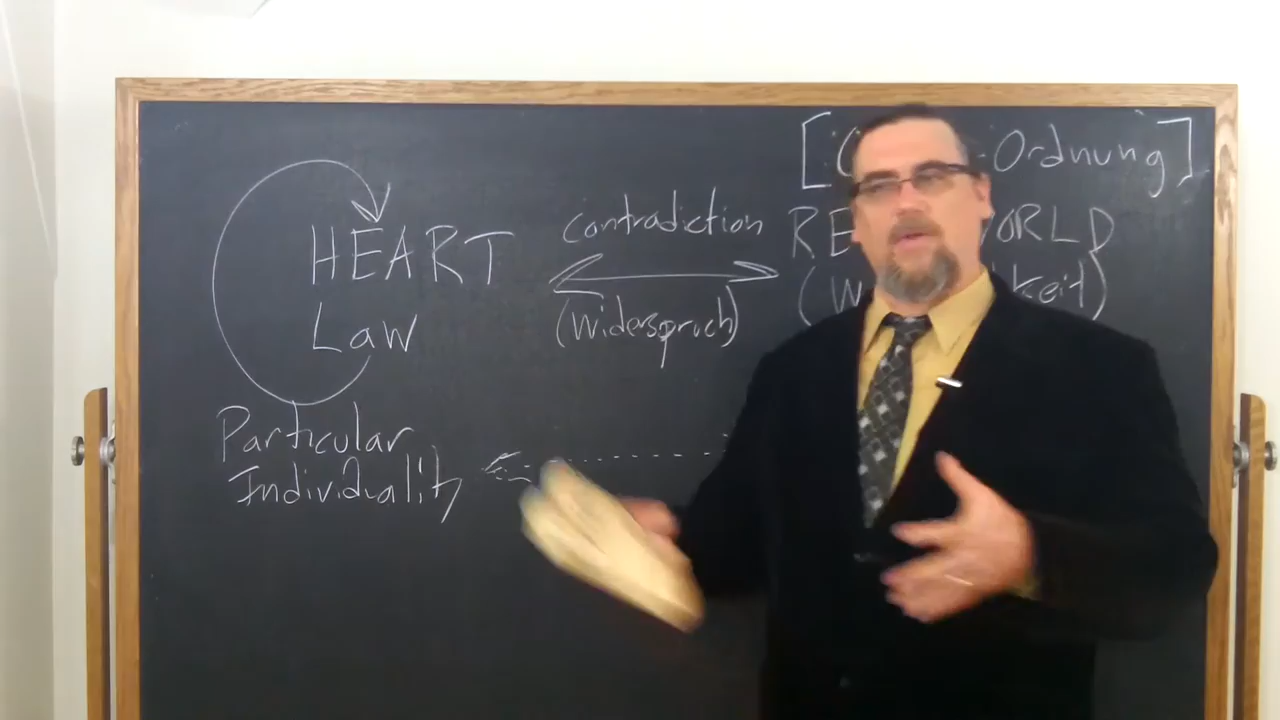 [ -Ordnung]
HEART
Law
contradiction
(Widerspruch)
Particular
Individuality